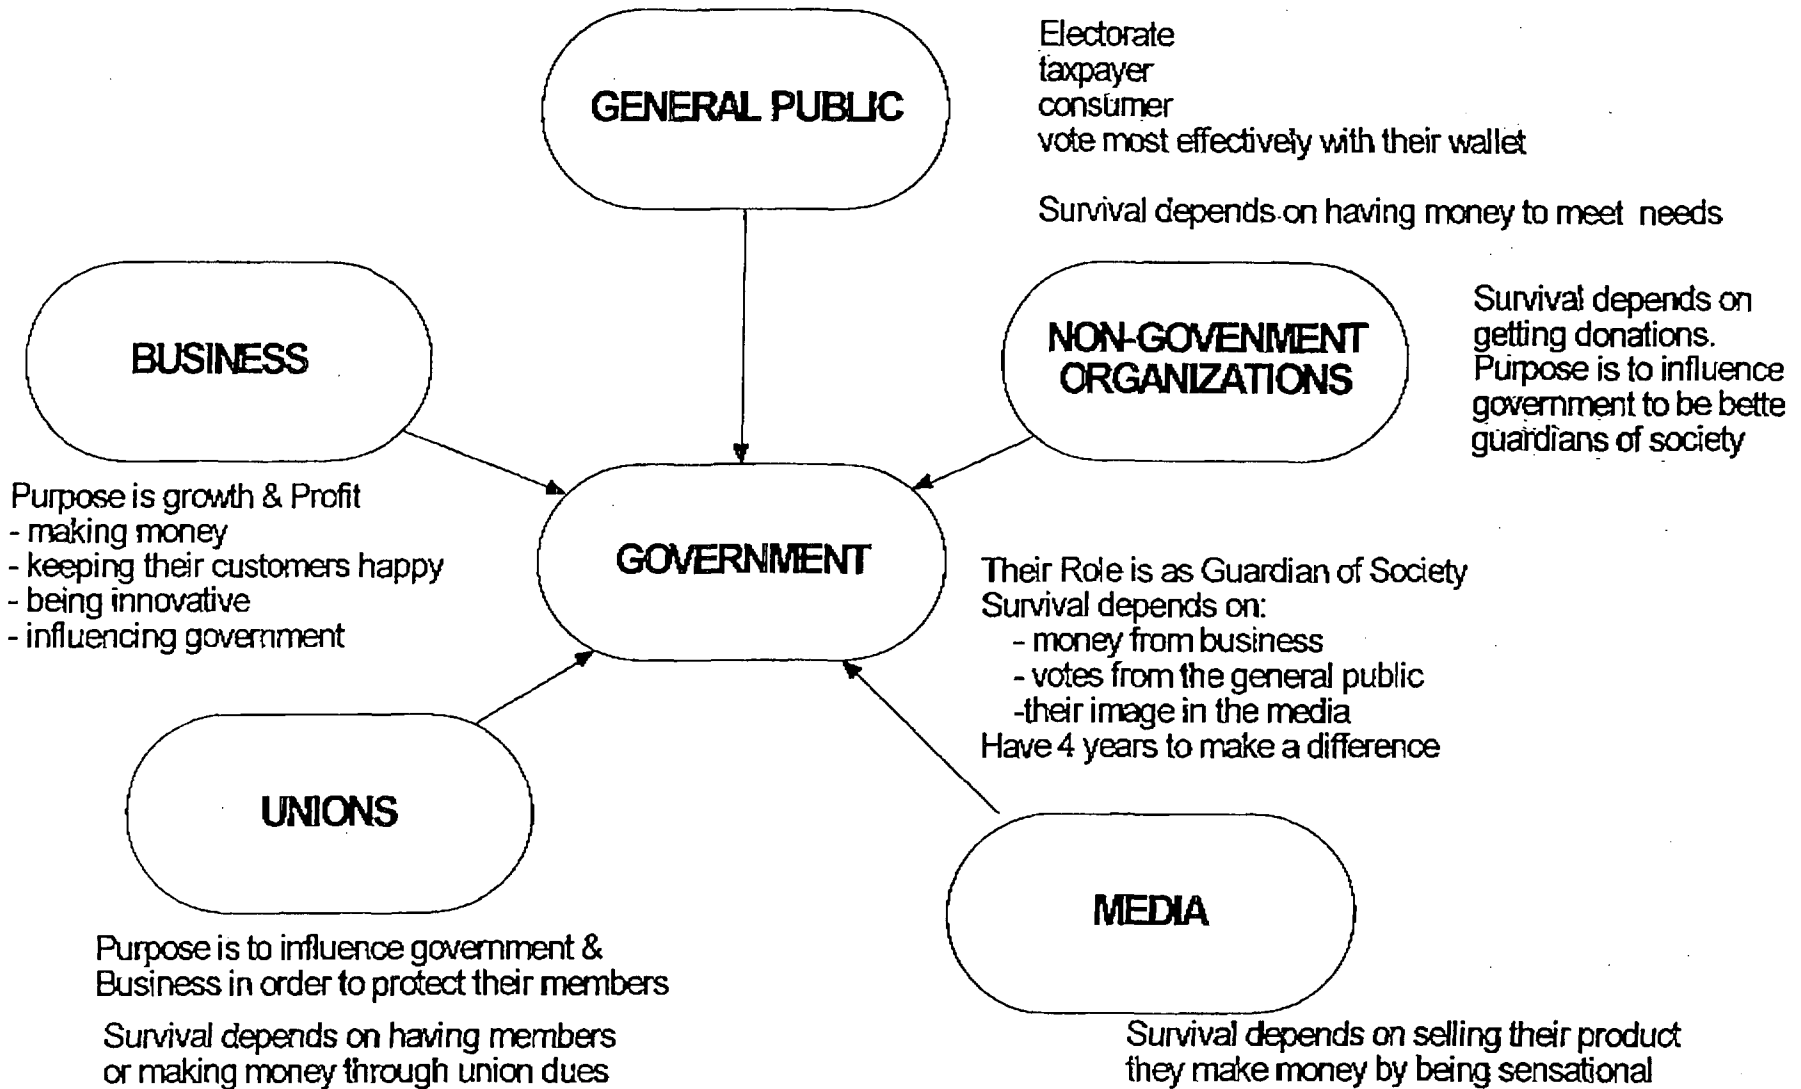 GENERAL PUBLIC
Electorate
taxpayer
consumer
vote most effectively with their wallet
Survival depends on having money to meet needs
BUSINESS
Purpose is growth & Profit
- making money
- keeping their customers happy
- being innovative
- influencing government
NON-GOVENMENT
ORGANIZATIONS
Survival depends on
getting donations.
Purpose is to influence
government to be bette
guardians of society
GOVERNMENT
Their Role is as Guardian of Society
Survival depends on:
- money from business
- votes from the general public
-their image in the media
Have 4 years to make a difference
UNIONS
Purpose is to influence government &
Business in order to protect their members
Survival depends on having members
or making money through union dues
MEDIA
Survival depends on selling their product
they make money by being sensational